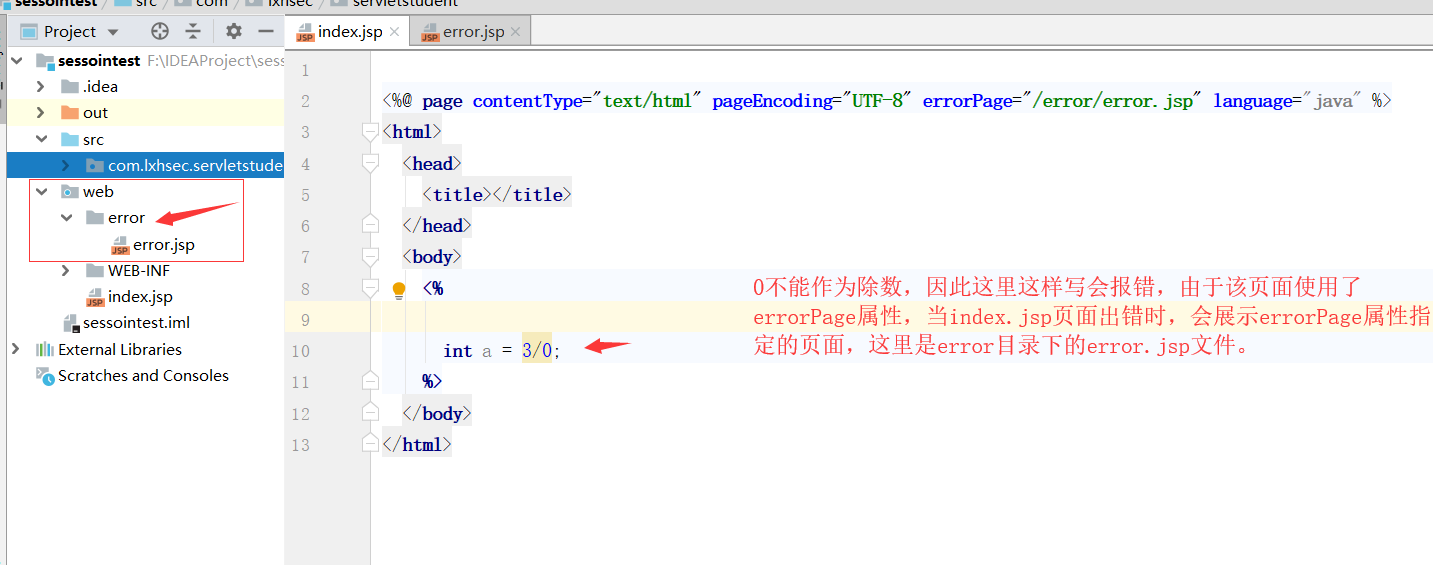 sessointest src com lxhsec servletstudent
Project
index.jsp
error.jsp
sessointest F:\IDEAProject\sess
.idea
out
src
com.lxhsec.servletstude
web
error
error.jsp
WEB-INF
index.jsp
sessointest.iml
External Libraries
Scratches and Consoles
1
2 <%@ page contentType="text/html" pageEncoding="UTF-8" errorPage="/error/error.jsp" language="java" %>
3 <html>
4 <head>
5 <title></title>
6 </head>
7 <body>
8 <%
9
10 int a = 3/0;
11 %>
12 </body>
13 </html>
0不能作为除数，因此这里这样写会报错，由于该页面使用了
errorPage属性，当index.jsp页面出错时，会展示errorPage属性指
定的页面，这里是error目录下的error.jsp文件。